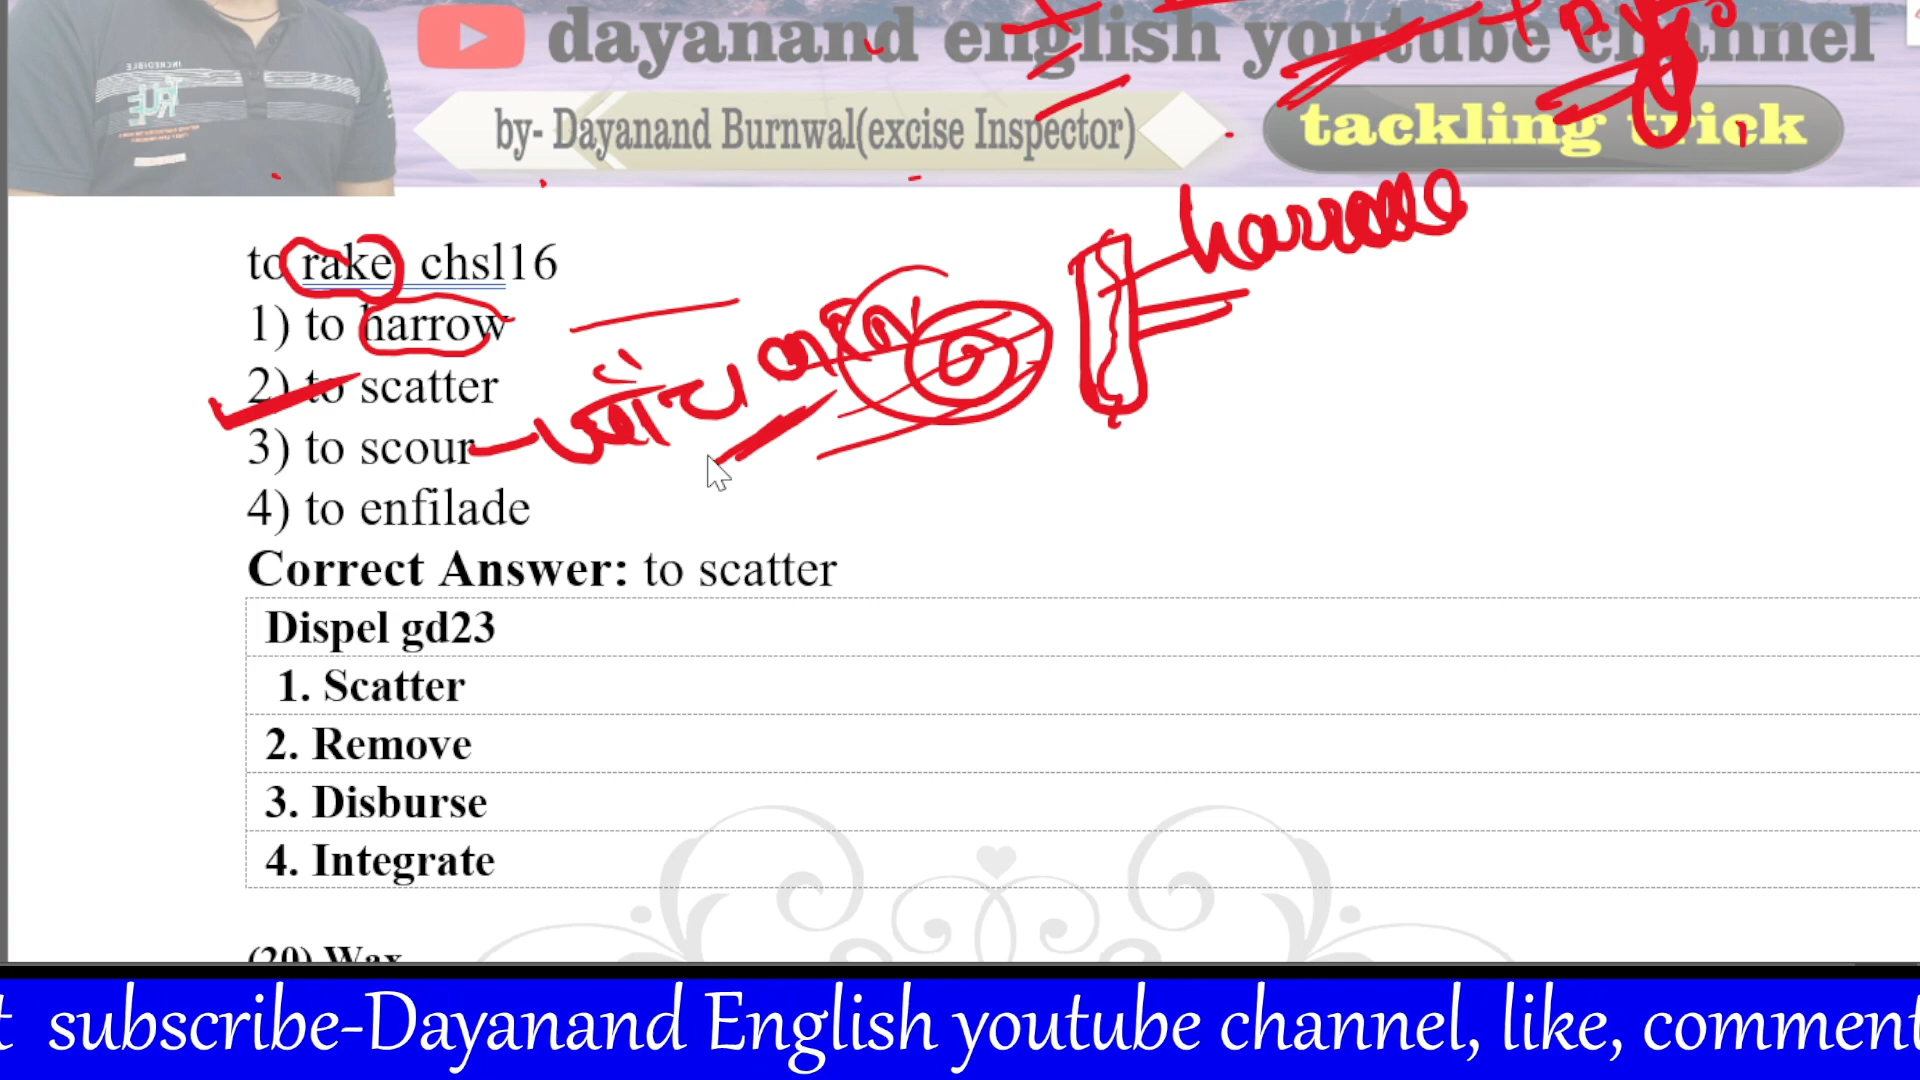 dayanand english youtube channel
by- Dayanand Burnwal(excise Inspector)
tackling trick
harrow
to rake chsl16
1) to harrow
2) to scatter
3) to scour
4) to enfilade
Correct Answer: to scatter
Dispel gd23
1. Scatter
2. Remove
3. Disburse
4. Integrate
(20) Wax
t subscribe-Dayanand English youtube channel, like, comment